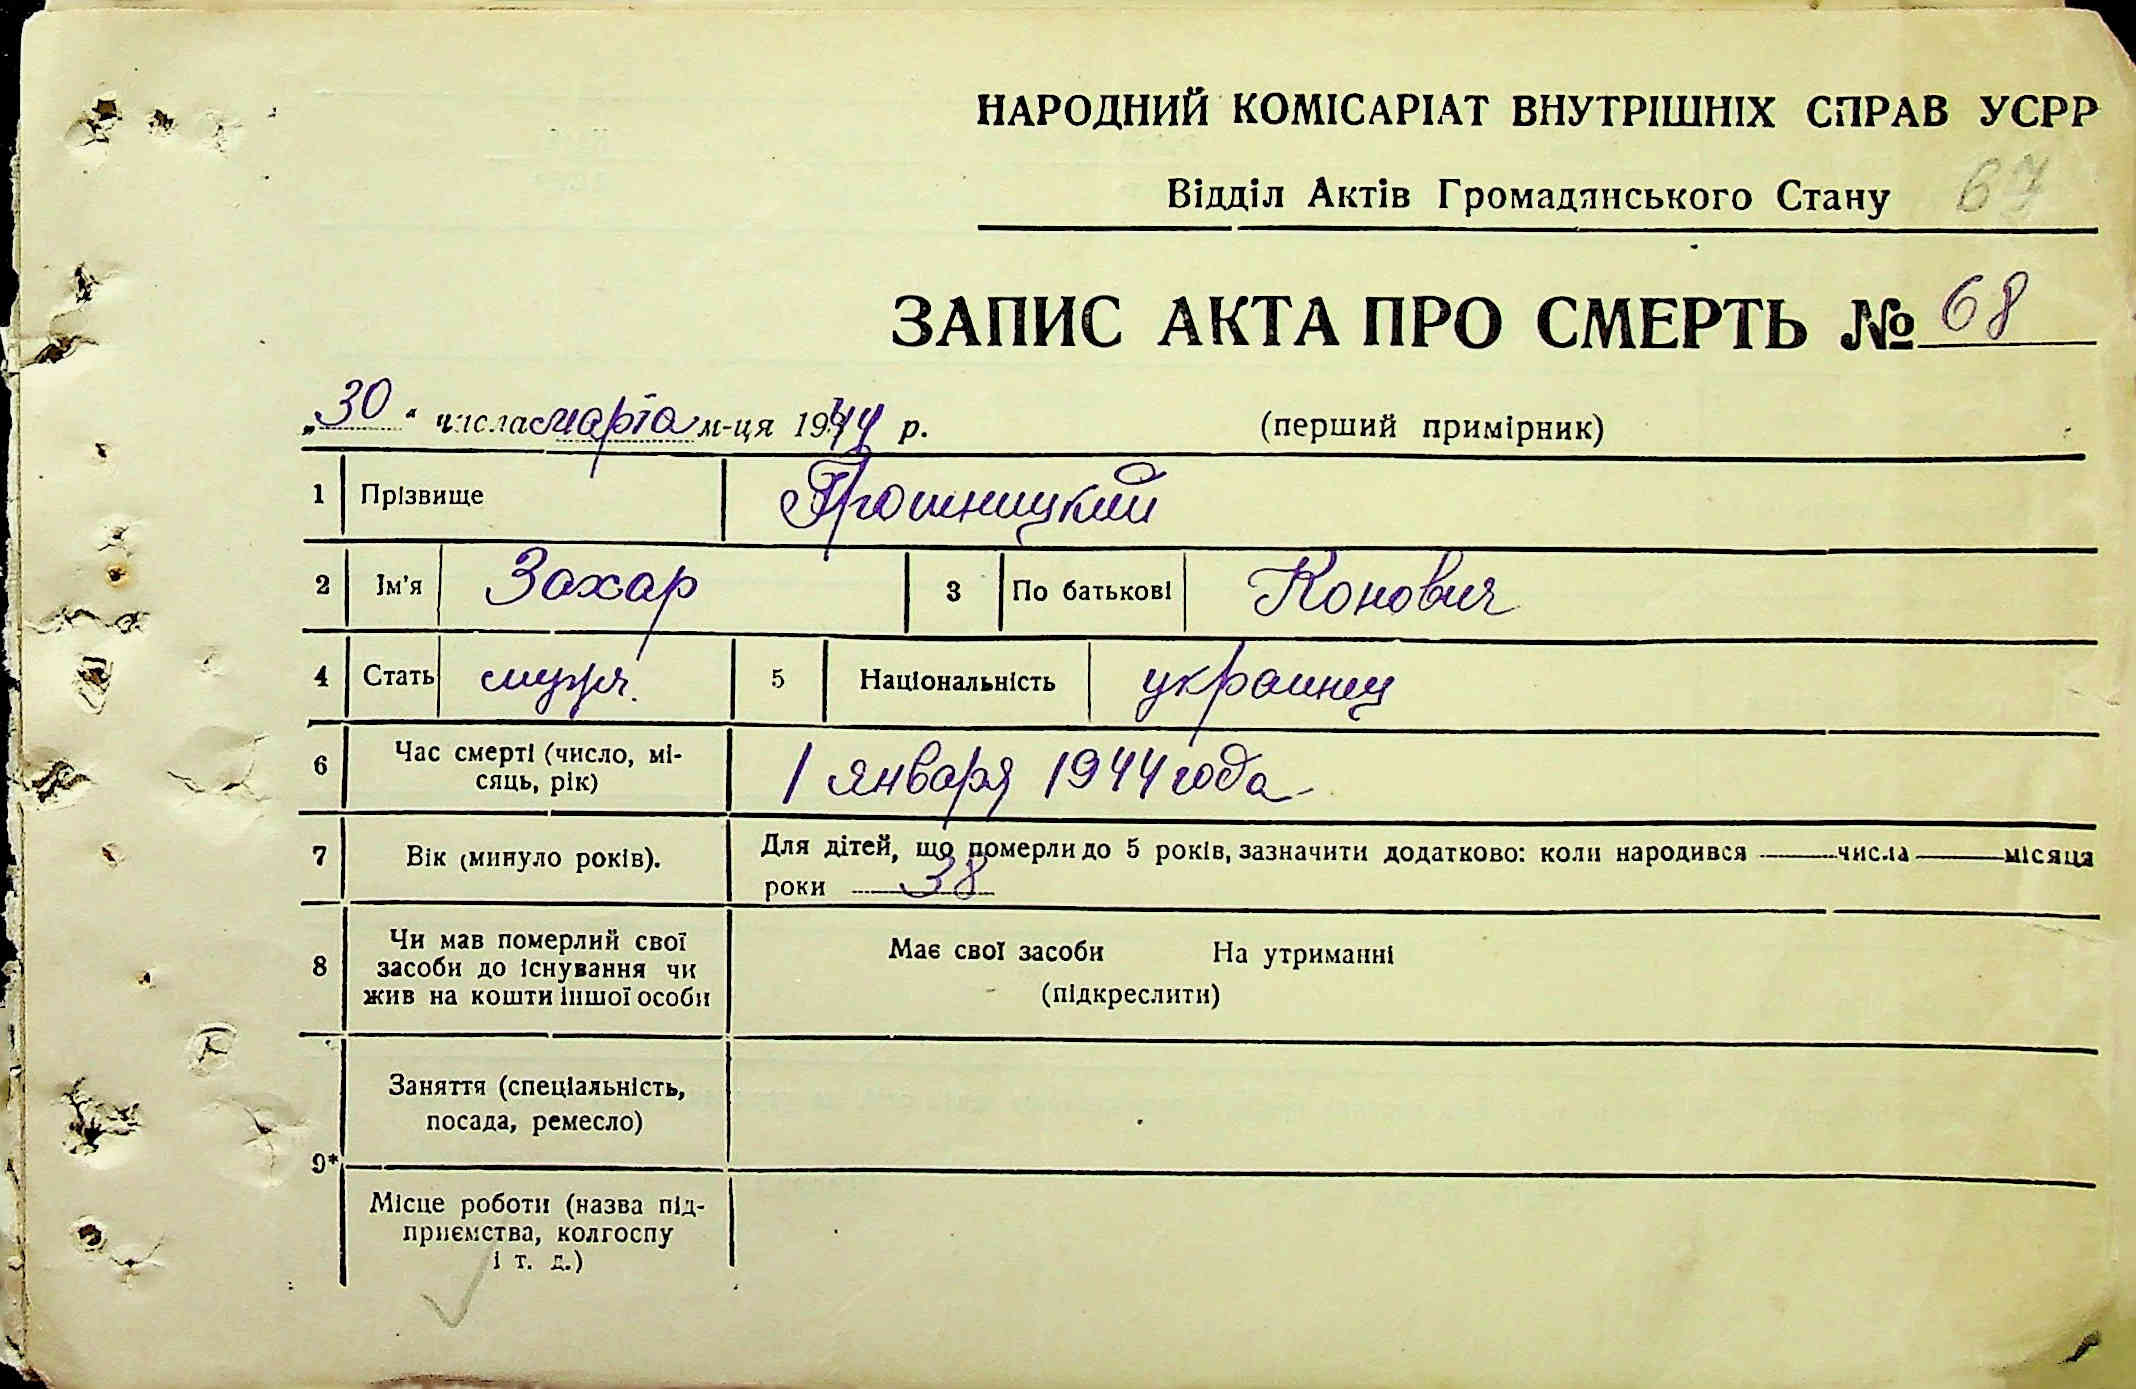 НАРОДНИЙ КОМІСАРІАТ ВНУТРІШНІХ СПРАВ УСРР
Відділ Актів Громадянського Стану 67
ЗАПИС АКТА ПРО СМЕРТЬ № 68
„30“ числа марта м-ця 1944 р. (перший примірник)
1 Прізвище Грошницкий
2 Ім'я Захар 3 По батькові Конович
4 Стать мужч. 5 Національність украинец
6 Час смерті (число, мі-
сяць, рік) 1 января 1944 года
7 Вік (минуло років). Для дітей, що померли до 5 років, зазначити додатково: коли народився числа місяця
роки 38
8 Чи мав померлий свої
засоби до існування чи
жив на кошти іншої особи
Має свої засоби На утриманні
(підкреслити)
9*
Заняття (спеціальність,
посада, ремесло)
Місце роботи (назва під-
приємства, колгоспу
і т. д.)